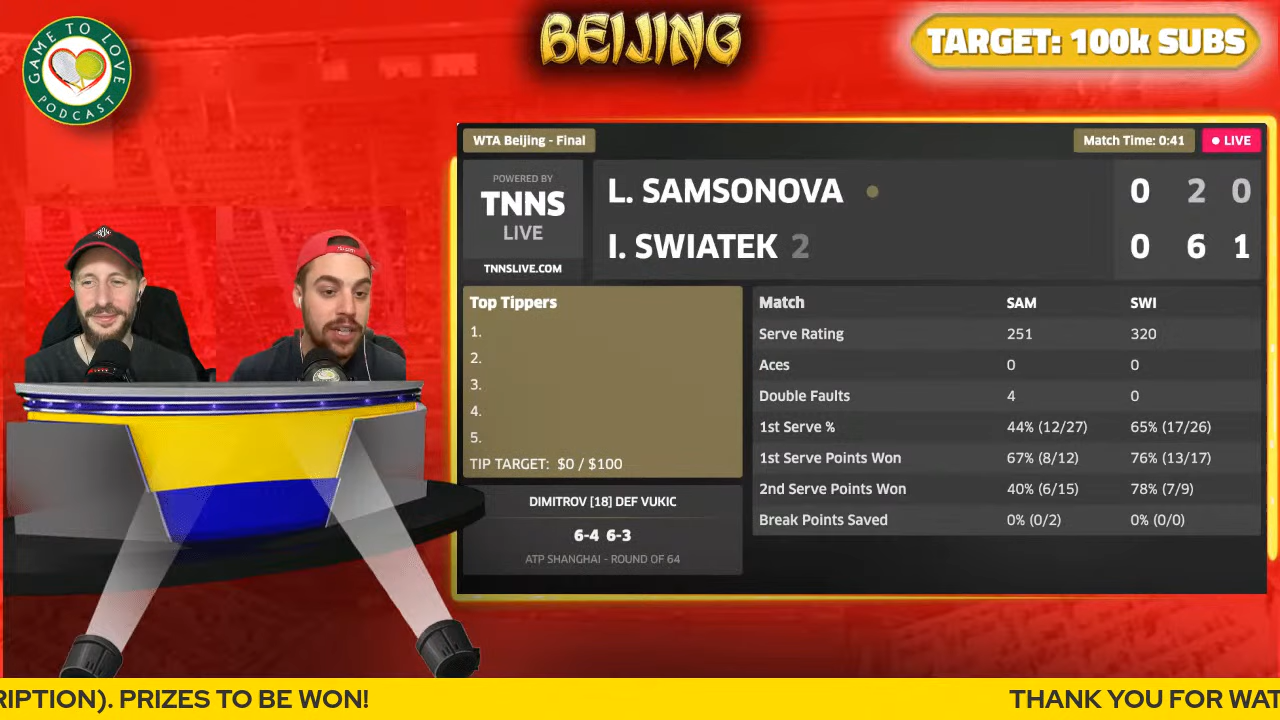 GAME TO LOVE
PODCAST
BEIJING
TARGET: 100k SUBS
WTA Beijing - Final
Match Time: 0:41
LIVE
POWERED BY
TNNS
LIVE
TNNSLIVE.COM
L. SAMSONOVA 0 2 0
I. SWIATEK 2 0 6 1
Top Tippers
1.
2.
3.
4.
5.
TIP TARGET: $0 / $100
DIMITROV [18] DEF VUKIC
6-4 6-3
ATP SHANGHAI - ROUND OF 64
Match SAM SWI
Serve Rating 251 320
Aces 0 0
Double Faults 4 0
1st Serve % 44% (12/27) 65% (17/26)
1st Serve Points Won 67% (8/12) 76% (13/17)
2nd Serve Points Won 40% (6/15) 78% (7/9)
Break Points Saved 0% (0/2) 0% (0/0)
RIPTION). PRIZES TO BE WON! THANK YOU FOR WAT